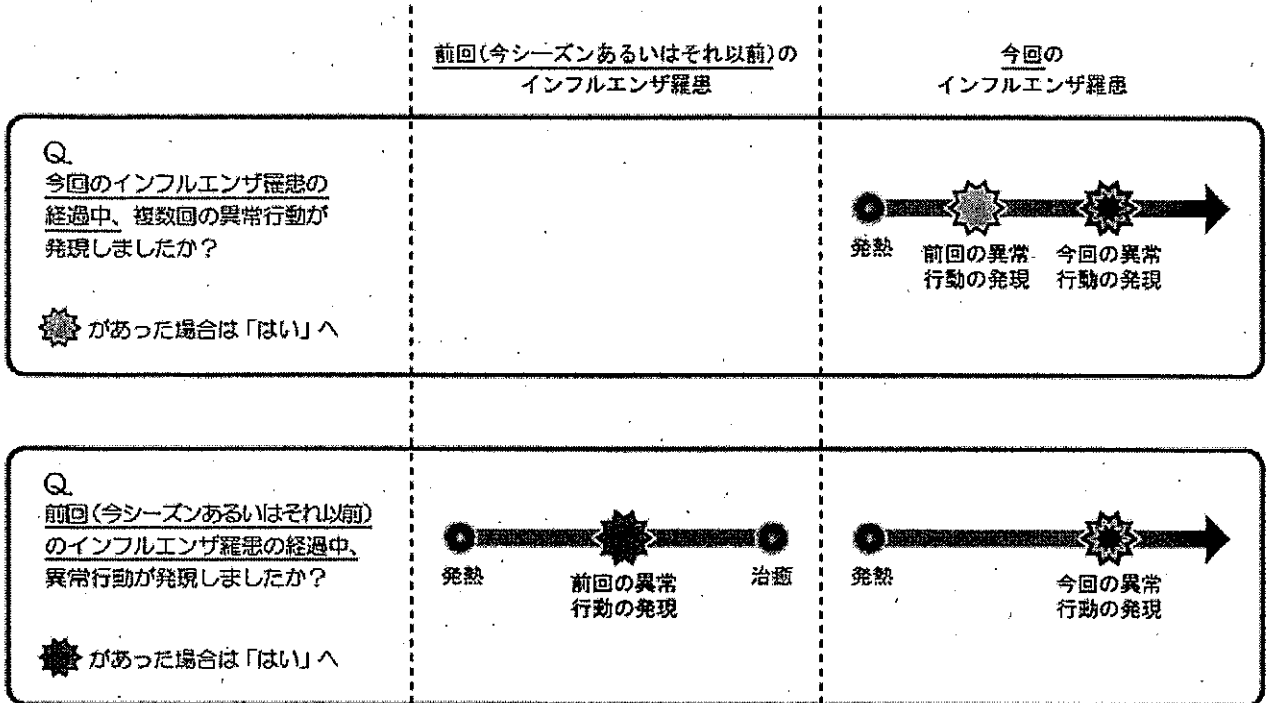 前回(今シーズンあるいはそれ以前)の
インフルエンザ罹患
今回の
インフルエンザ罹患
Q.
今回のインフルエンザ罹患の
経過中、複数回の異常行動が
発現しましたか？
があった場合は「はい」へ
発熱
前回の異常
行動の発現
今回の異常
行動の発現
Q.
前回(今シーズンあるいはそれ以前)
のインフルエンザ罹患の経過中、
異常行動が発現しましたか？
があった場合は「はい」へ
発熱
前回の異常
行動の発現
治癒
発熱
今回の異常
行動の発現